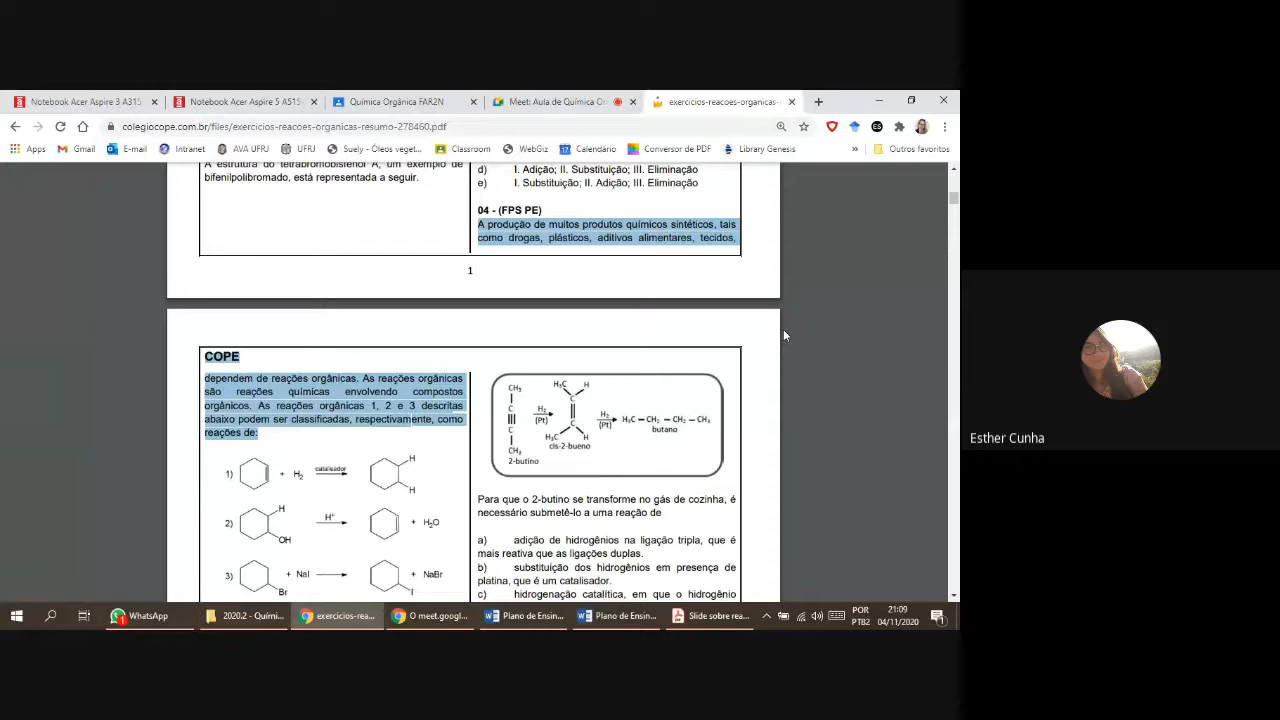 Notebook Acer Aspire 3 A315
Notebook Acer Aspire 5 A515
Química Orgânica FAR2N
Meet: Aula de Química O
exercicios-reacoes-organicas-
colegiocope.com.br/files/exercicios-reacoes-organicas-resumo-278460.pdf
Apps
Gmail
E-mail
Intranet
AVA UFRJ
UFRJ
Suely - Óleos veget...
Classroom
WebGiz
Calendário
Conversor de PDF
Library Genesis
»
Outros favoritos
A estrutura do tetrabromobisfenol A, um exemplo de
bifenilpolibromado, está representada a seguir.
d) I. Adição; II. Substituição; III. Eliminação
e) I. Substituição; II. Adição; III. Eliminação
04 - (FPS PE)
A produção de muitos produtos químicos sintéticos, tais
como drogas, plásticos, aditivos alimentares, tecidos,
1
COPE
dependem de reações orgânicas. As reações orgânicas
são reações químicas envolvendo compostos
orgânicos. As reações orgânicas 1, 2 e 3 descritas
abaixo podem ser classificadas, respectivamente, como
reações de:
1) + H2 catalisador H
H
2) H
OH H+ + H2O
3) Br + NaI I + NaBr
CH3
C
C
CH3
2-butino
H2
(Pt)
H3C H
C
C
H3C H
cis-2-bueno
H2
(Pt)
H3C — CH2 — CH2 — CH3
butano
Para que o 2-butino se transforme no gás de cozinha, é
necessário submetê-lo a uma reação de
a) adição de hidrogênios na ligação tripla, que é
mais reativa que as ligações duplas.
b) substituição dos hidrogênios em presença de
platina, que é um catalisador.
c) hidrogenação catalítica, em que o hidrogênio
Esther Cunha
WhatsApp
1
2020.2 - Quími...
exercicios-rea...
O meet.googl...
Plano de Ensin...
Plano de Ensin...
Slide sobre rea...
POR
PTB2
21:09
04/11/2020
1